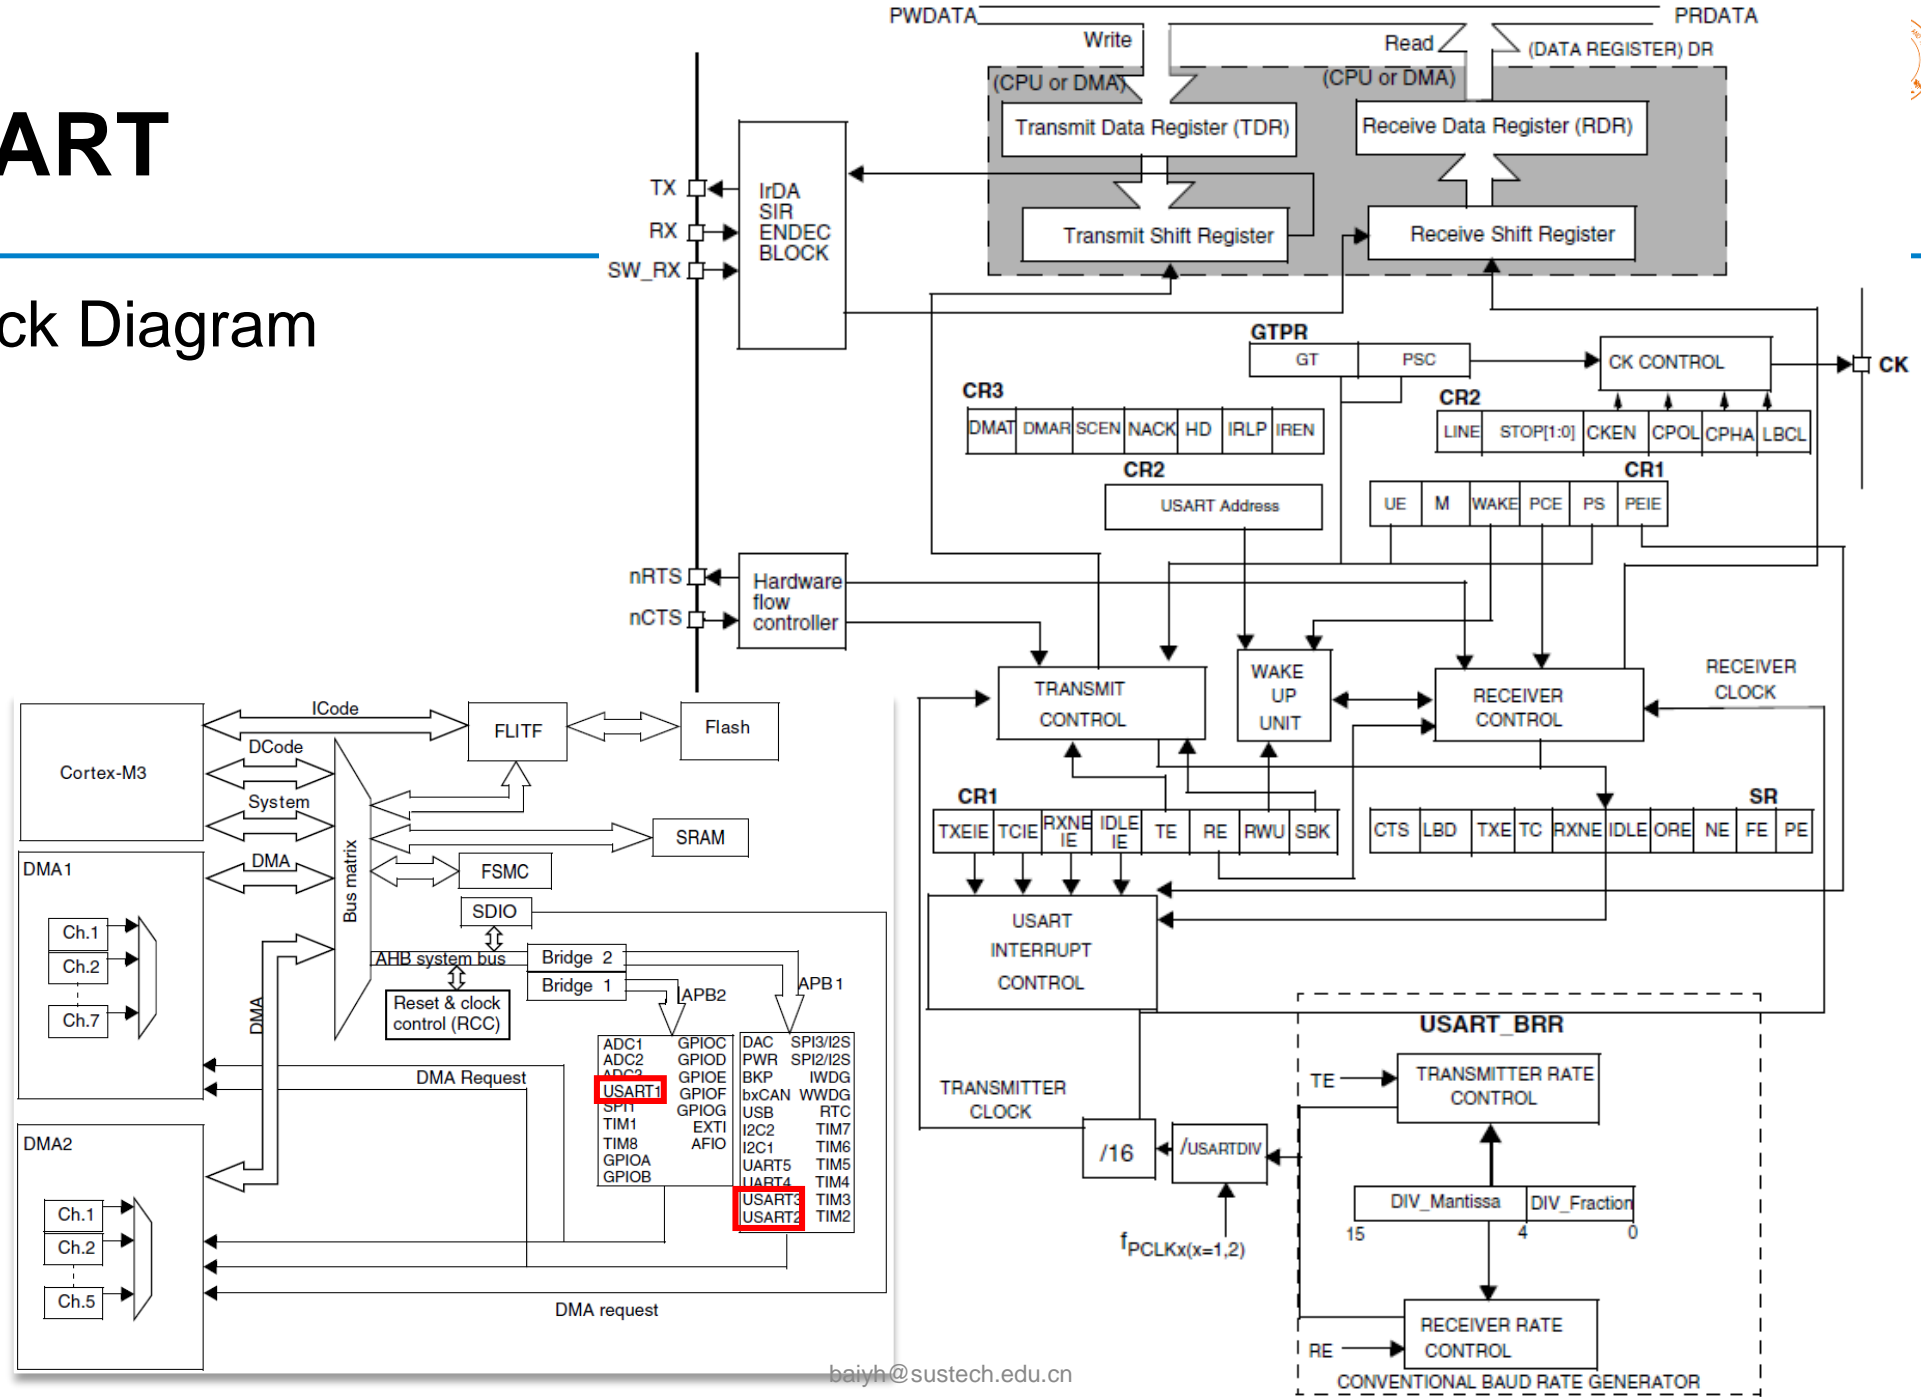 ART
ck Diagram
PWDATA
PRDATA
Write
Read
(DATA REGISTER) DR
(CPU or DMA)
(CPU or DMA)
Transmit Data Register (TDR)
Receive Data Register (RDR)
TX
RX
SW_RX
IrDA
SIR
ENDEC
BLOCK
Transmit Shift Register
Receive Shift Register
GTPR
GT
PSC
CK CONTROL
CK
CR3
DMAT
DMAR
SCEN
NACK
HD
IRLP
IREN
CR2
LINE
STOP[1:0]
CKEN
CPOL
CPHA
LBCL
CR2
USART Address
CR1
UE
M
WAKE
PCE
PS
PEIE
nRTS
nCTS
Hardware
flow
controller
TRANSMIT
CONTROL
WAKE
UP
UNIT
RECEIVER
CONTROL
RECEIVER
CLOCK
CR1
TXEIE
TCIE
RXNE
IE
IDLE
IE
TE
RE
RWU
SBK
SR
CTS
LBD
TXE
TC
RXNE
IDLE
ORE
NE
FE
PE
USART
INTERRUPT
CONTROL
USART_BRR
TE
TRANSMITTER RATE
CONTROL
TRANSMITTER
CLOCK
/16
/USARTDIV
DIV_Mantissa
DIV_Fraction
15
4
0
fPCLKx(x=1,2)
RE
RECEIVER RATE
CONTROL
CONVENTIONAL BAUD RATE GENERATOR
Cortex-M3
ICode
DCode
System
DMA
Bus matrix
FLITF
Flash
SRAM
FSMC
SDIO
AHB system bus
Bridge 2
Bridge 1
APB2
APB1
Reset & clock
control (RCC)
DMA1
Ch.1
Ch.2
Ch.7
DMA
DMA Request
ADC1
ADC2
ADC3
USART1
SPI1
TIM1
TIM8
GPIOA
GPIOB
GPIOC
GPIOD
GPIOE
GPIOF
GPIOG
EXTI
AFIO
DAC
PWR
BKP
bxCAN
USB
I2C2
I2C1
UART5
UART4
USART3
USART2
SPI3/I2S
SPI2/I2S
IWDG
WWDG
RTC
TIM7
TIM6
TIM5
TIM4
TIM3
TIM2
DMA2
Ch.1
Ch.2
Ch.5
DMA request
baiyh@sustech.edu.cn